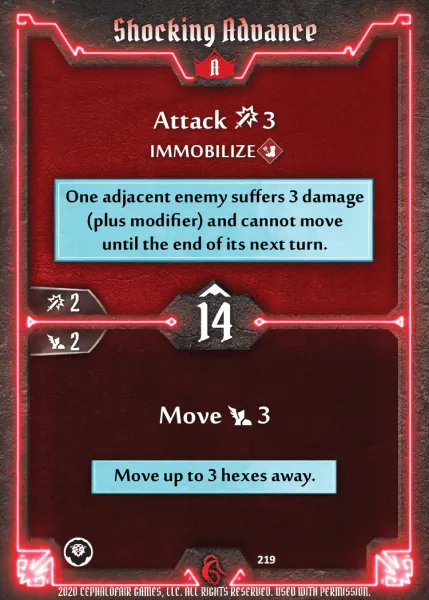 Shocking Advance
A
Attack 3
IMMOBILIZE
One adjacent enemy suffers 3 damage
(plus modifier) and cannot move
until the end of its next turn.
2
14
2
Move 3
Move up to 3 hexes away.
219
2020 CEPHALOFAIR GAMES, LLC. ALL RIGHTS RESERVED. USED WITH PERMISSION.